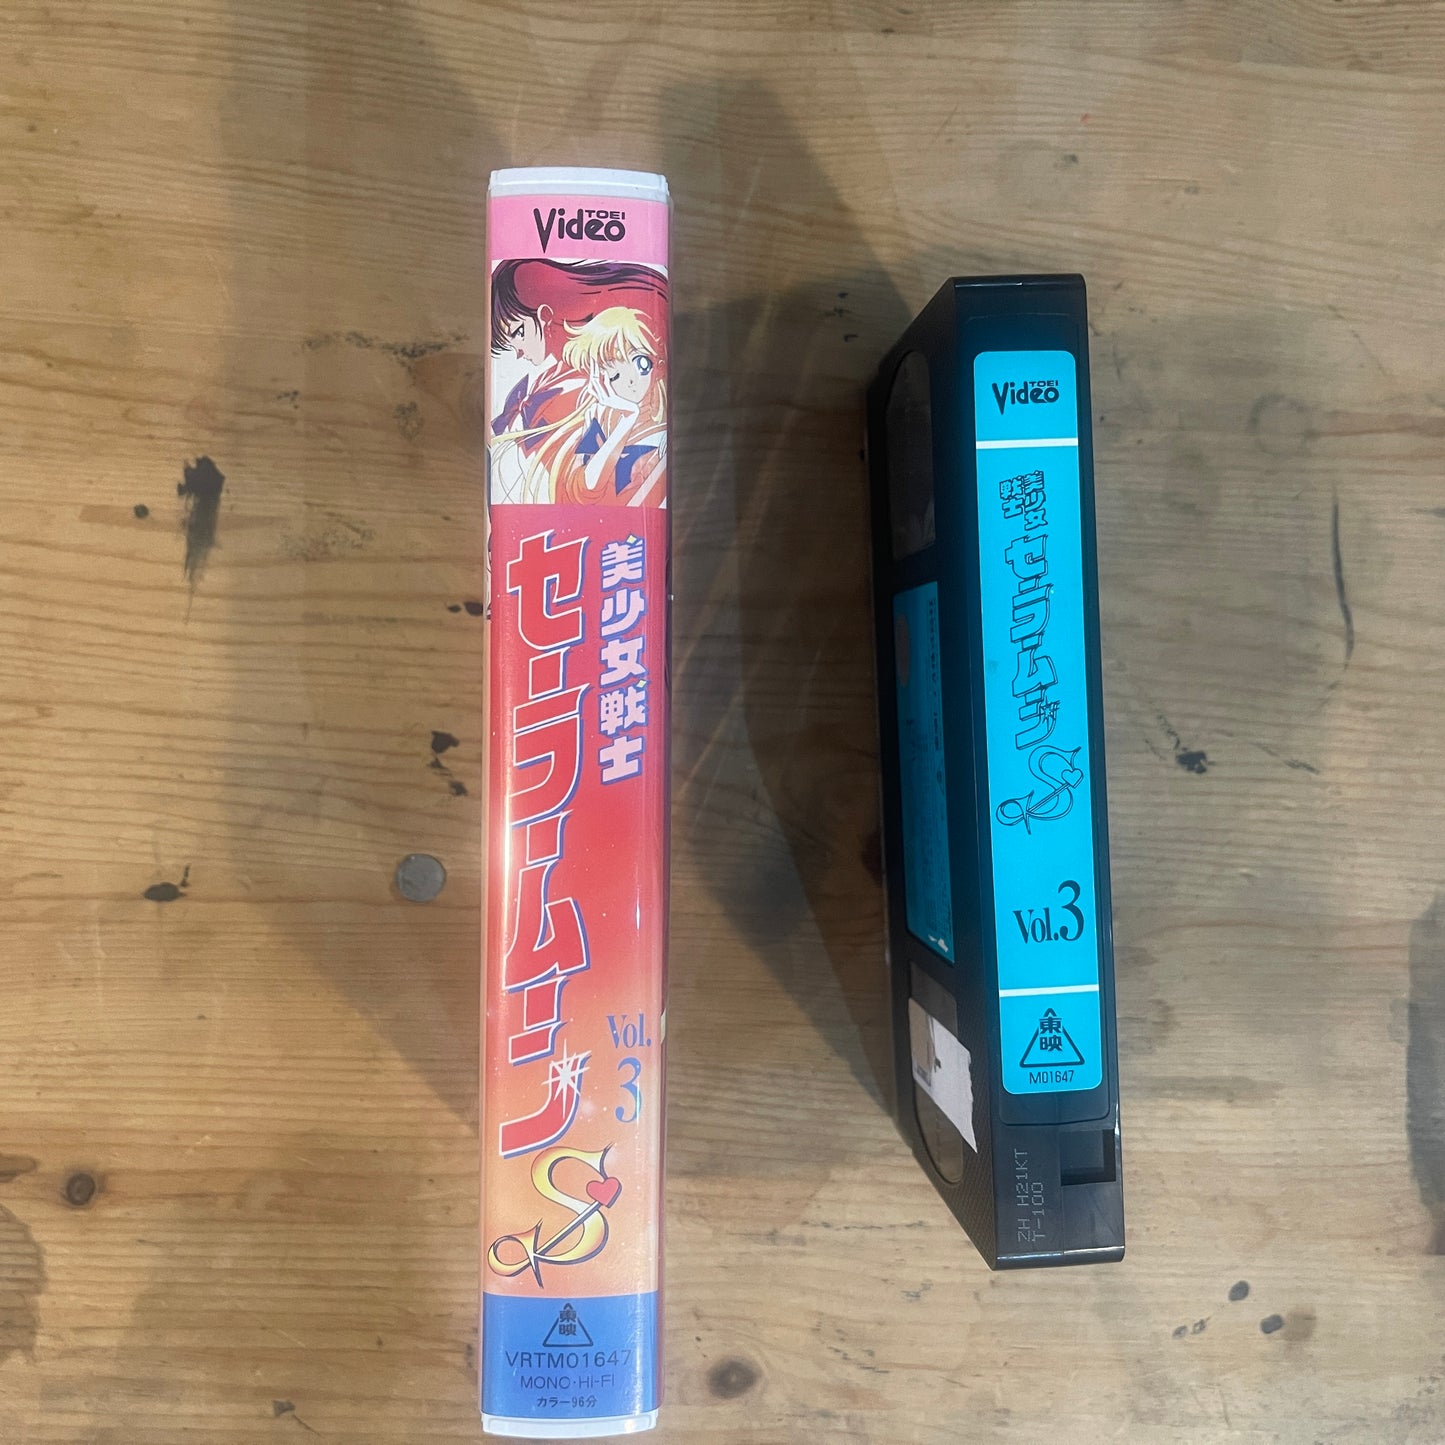 TOEI
Video
美少女戦士
セーラームーンS
Vol.
3
東映
VRTM01647
MONO·Hi-Fi
カラー96分
TOEI
Video
美少女
戦士
セーラームーンS
Vol.3
東映
M01647
ZH H21KT
T-100